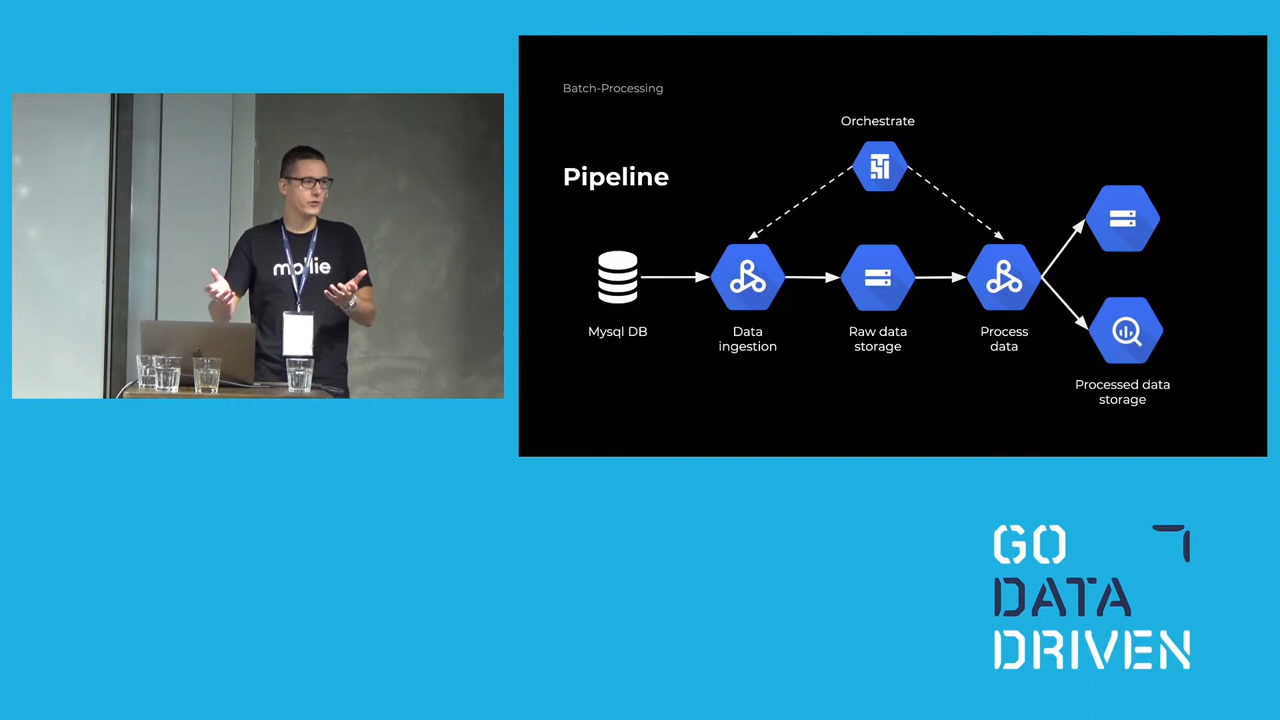 mollie
Batch-Processing
Pipeline
Orchestrate
Mysql DB
Data
ingestion
Raw data
storage
Process
data
Processed data
storage
GO
DATA
DRIVEN